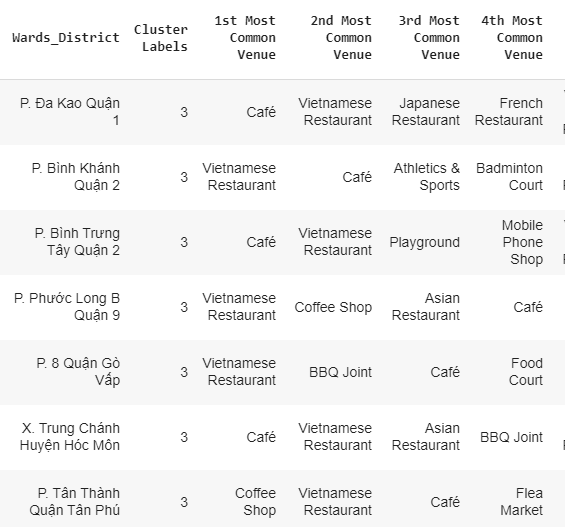 Wards_District Cluster Labels 1st Most Common Venue 2nd Most Common Venue 3rd Most Common Venue 4th Most Common Venue
P. Đa Kao Quận 1 3 Café Vietnamese Restaurant Japanese Restaurant French Restaurant
P. Bình Khánh Quận 2 3 Vietnamese Restaurant Café Athletics & Sports Badminton Court
P. Bình Trưng Tây Quận 2 3 Café Vietnamese Restaurant Playground Mobile Phone Shop
P. Phước Long B Quận 9 3 Vietnamese Restaurant Coffee Shop Asian Restaurant Café
P. 8 Quận Gò Vấp 3 Vietnamese Restaurant BBQ Joint Café Food Court
X. Trung Chánh Huyện Hóc Môn 3 Café Vietnamese Restaurant Asian Restaurant BBQ Joint
P. Tân Thành Quận Tân Phú 3 Coffee Shop Vietnamese Restaurant Café Flea Market